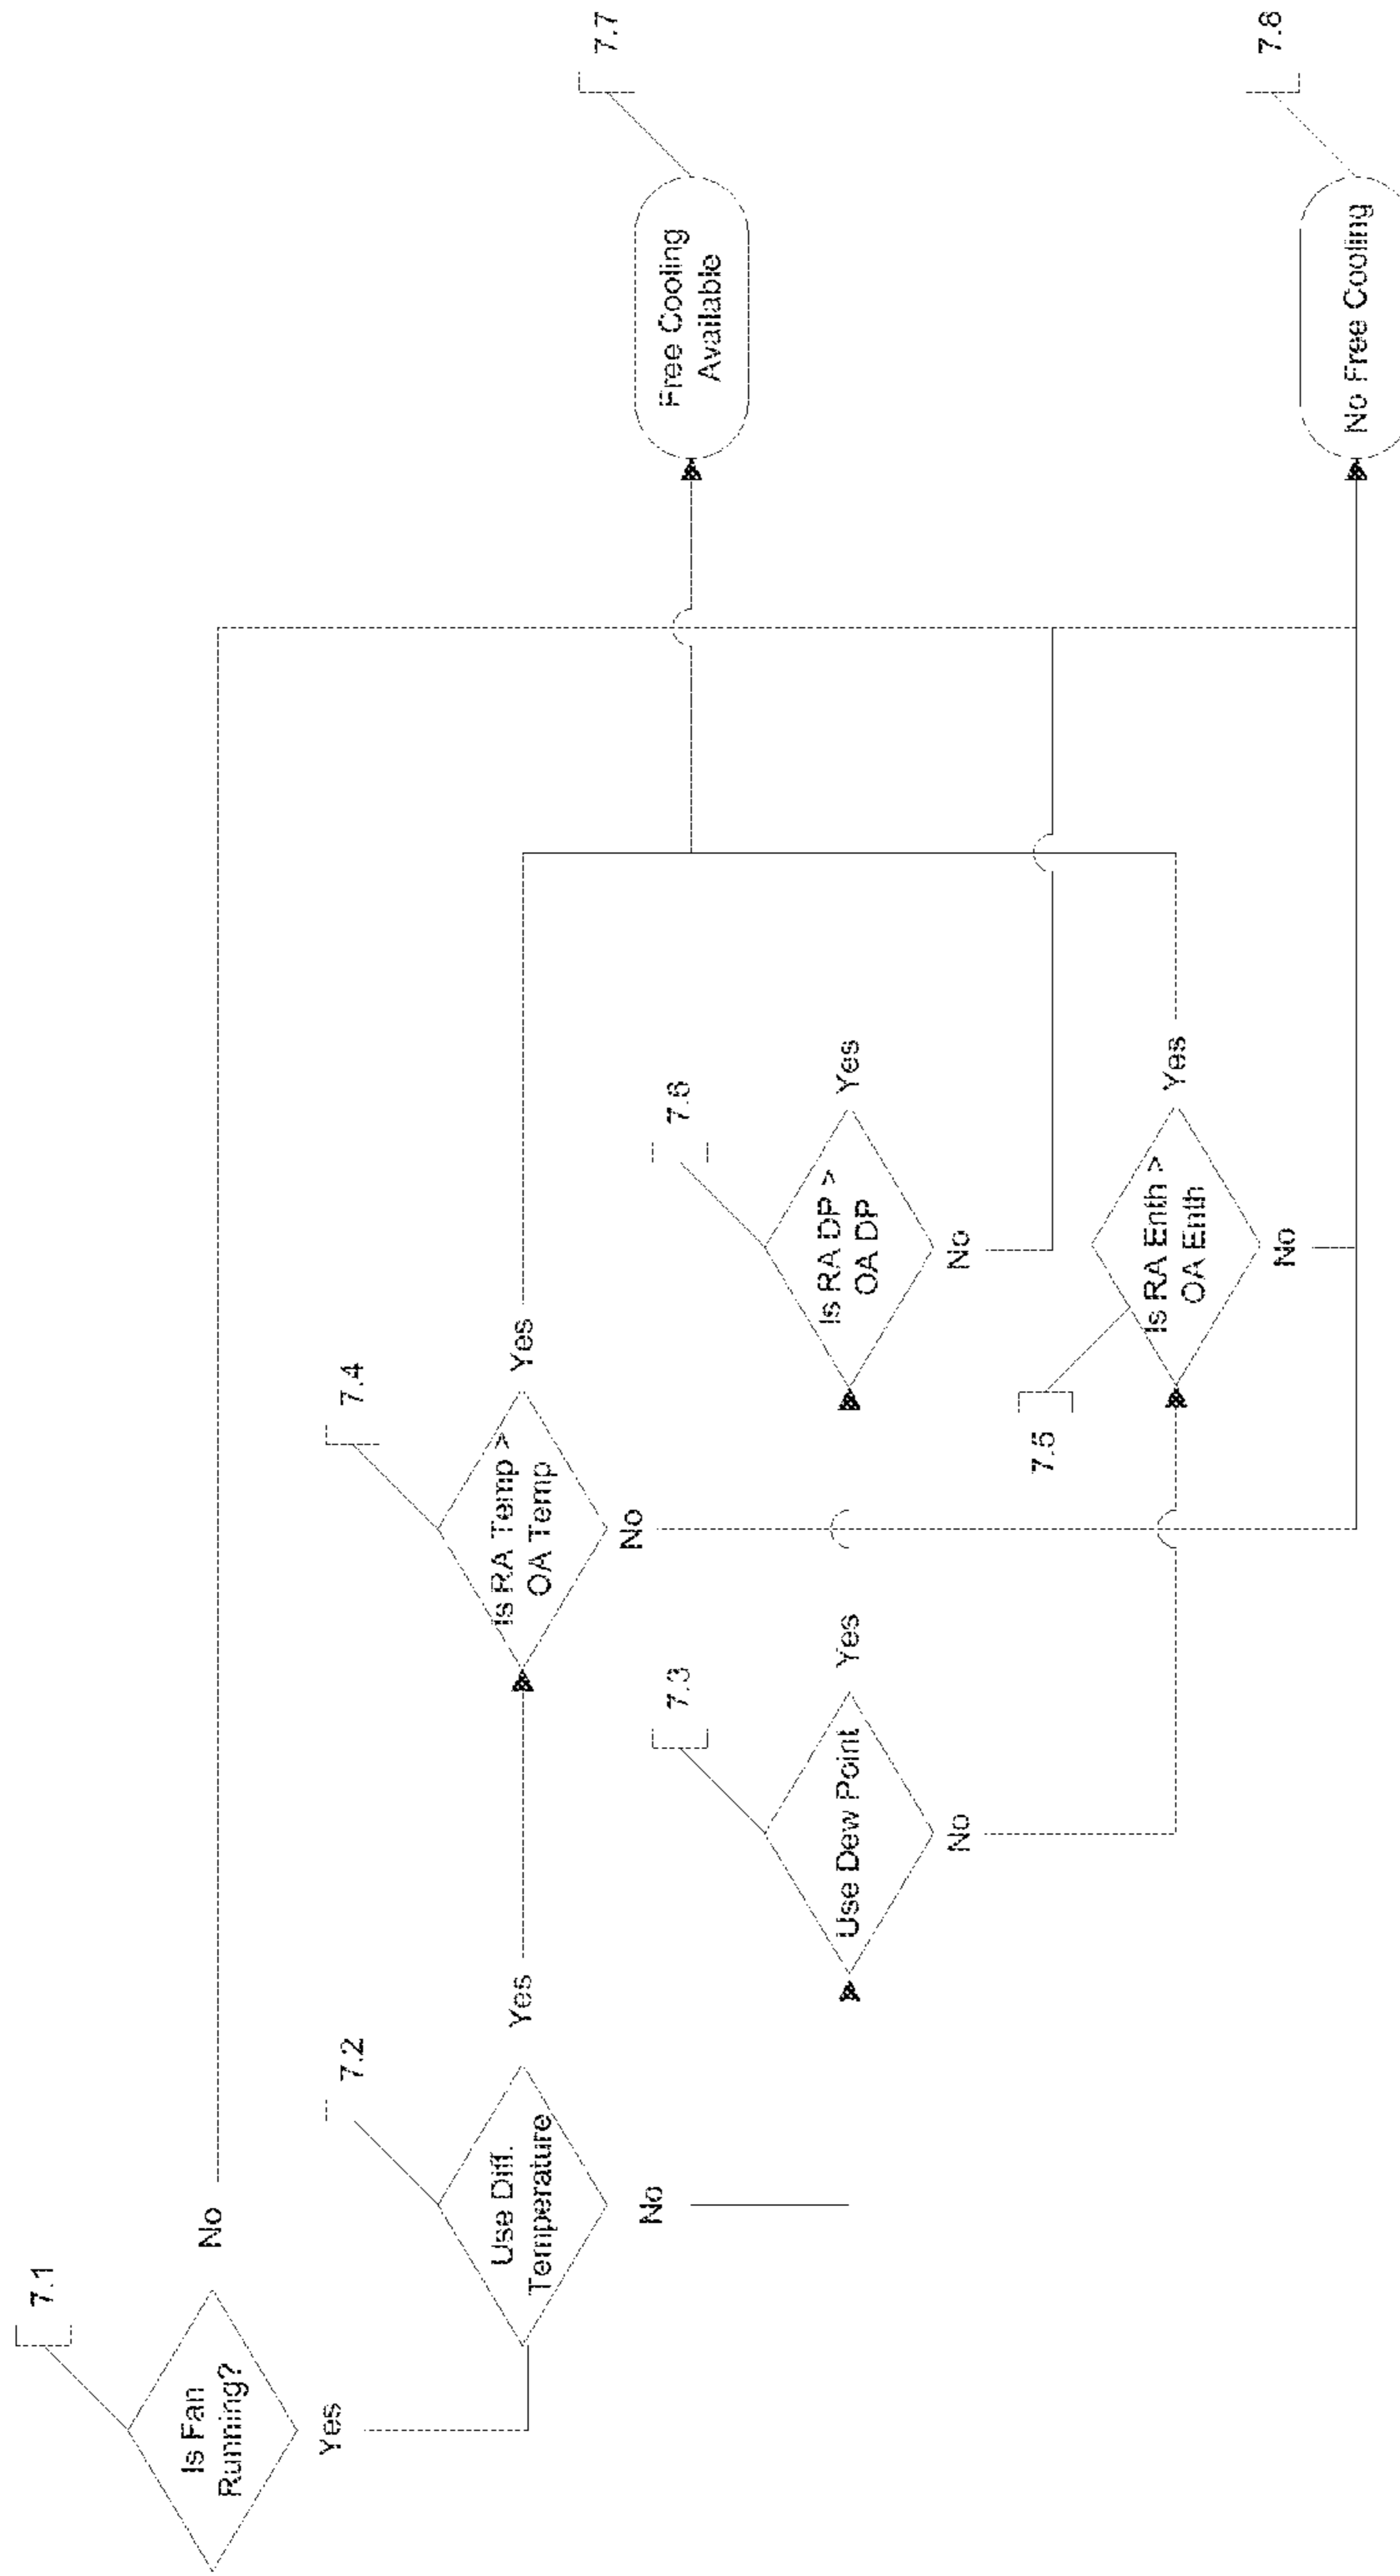 7.1
Is Fan
Running?
No
Yes
7.2
Use Diff.
Temperature
Yes
No
7.4
Is RA Temp >
OA Temp
Yes
No
7.3
Use Dew Point
Yes
No
7.6
Is RA DP >
OA DP
Yes
No
7.5
Is RA Enth >
OA Enth
Yes
No
7.7
Free Cooling
Available
7.8
No Free Cooling